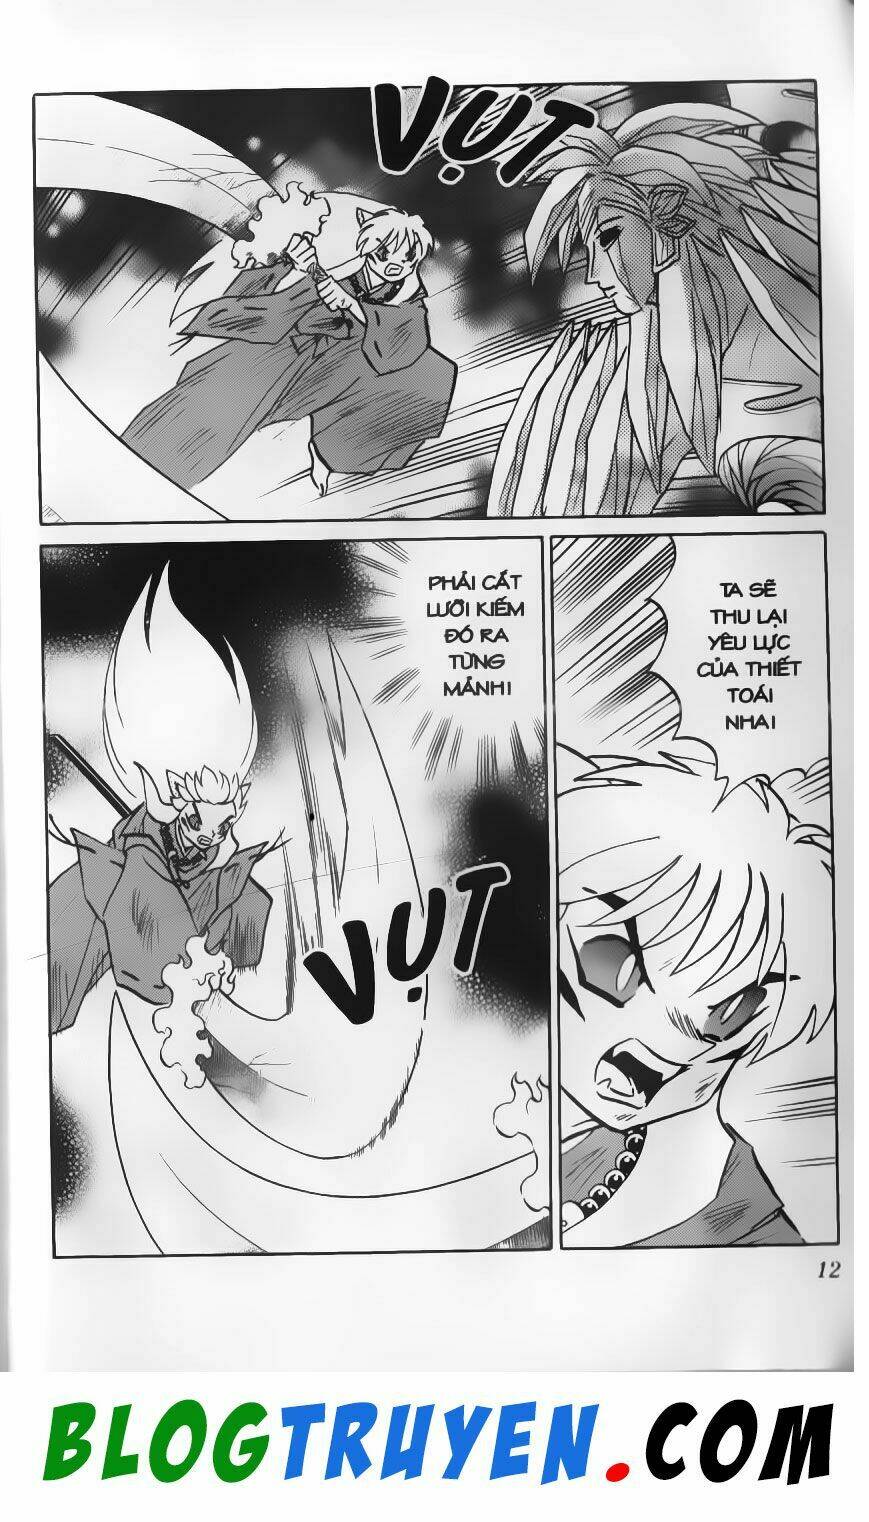 VỤT
TA SẼ
THU LẠI
YÊU LỰC
CỦA THIẾT
TOÁI
NHA!
PHẢI CẮT
LƯỠI KIẾM
ĐÓ RA
TỪNG
MẢNH!
VỤT
12
BLOGTRUYEN.COM